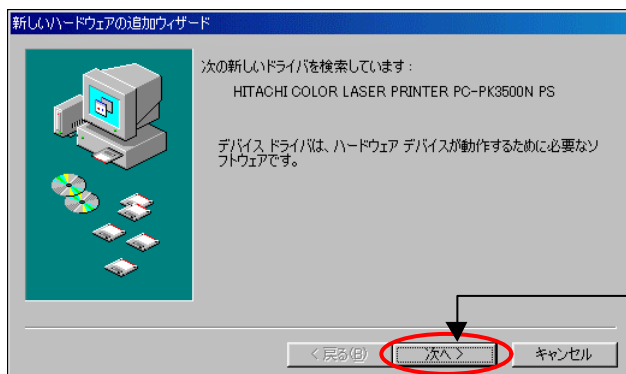 新しいハードウェアの追加ウィザード
次の新しいドライバを検索しています：
HITACHI COLOR LASER PRINTER PC-PK3500N PS
デバイス ドライバは、ハードウェア デバイスが動作するために必要なソ
フトウェアです。
< 戻る(B)
次へ >
キャンセル